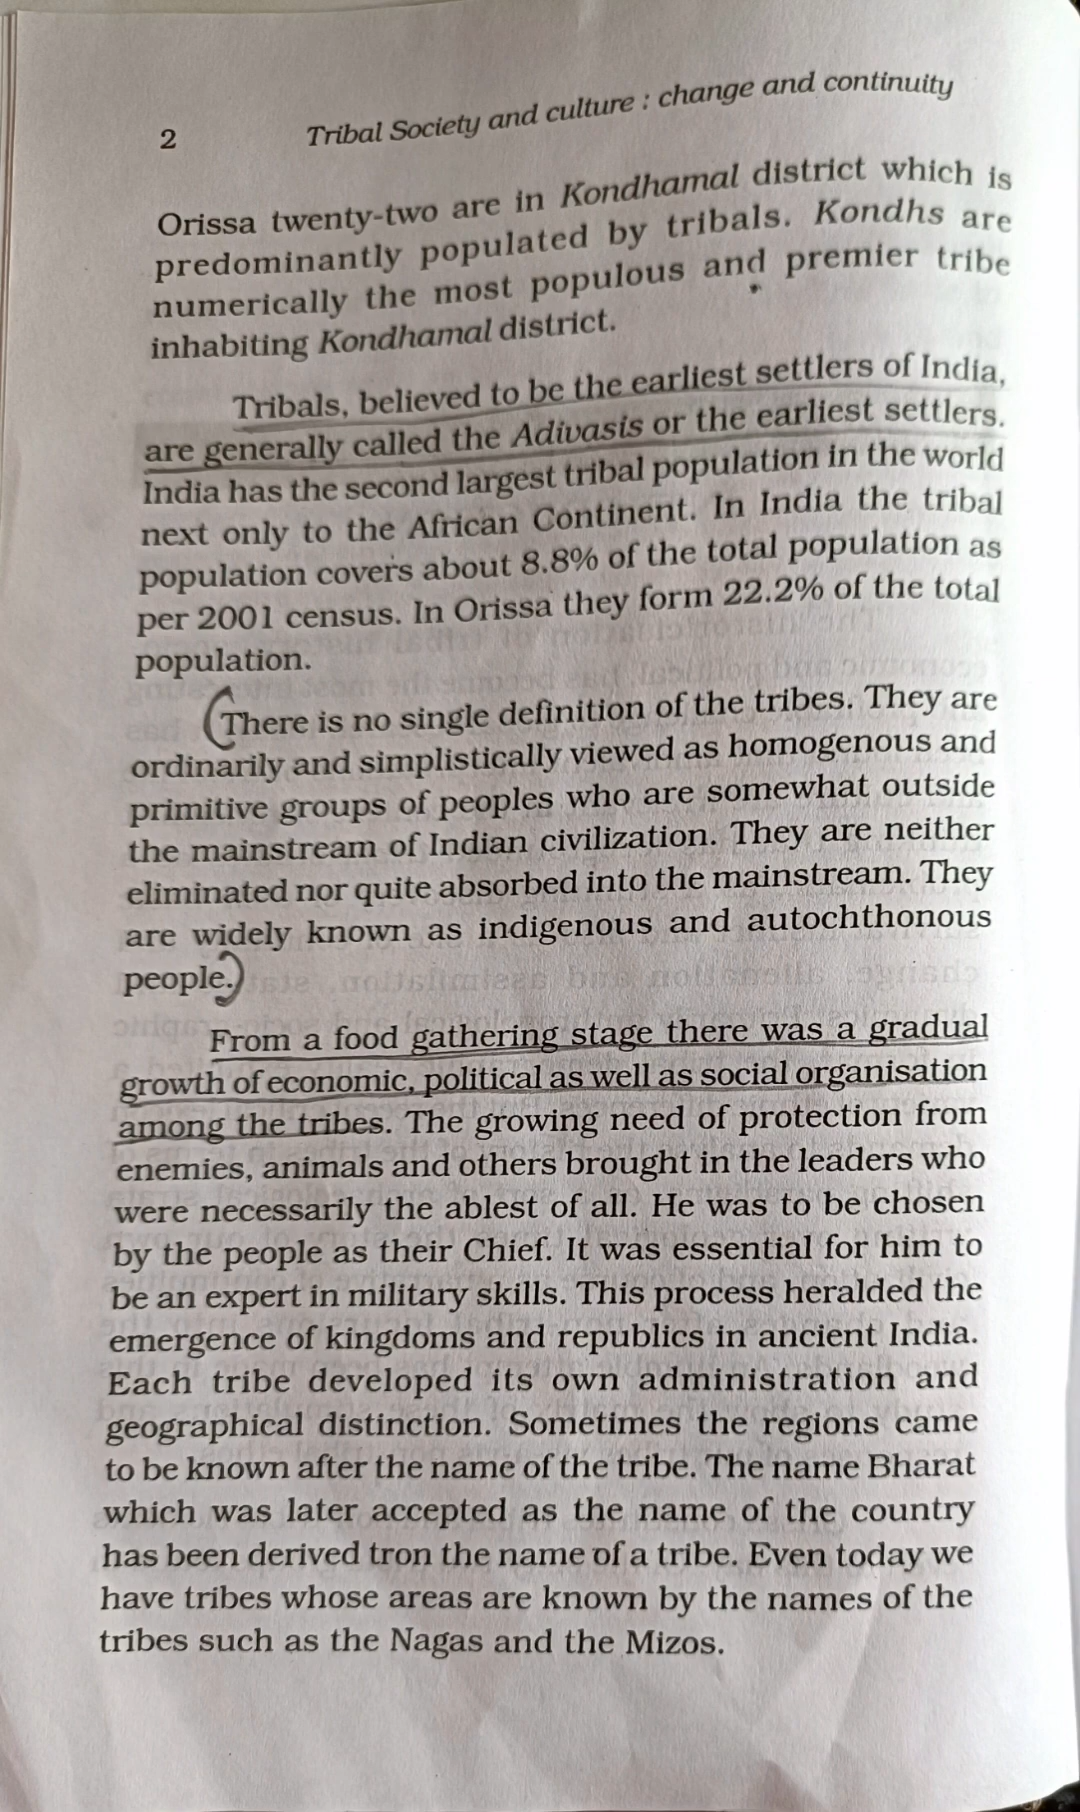 2 Tribal Society and culture : change and continuity
Orissa twenty-two are in Kondhamal district which is
predominantly populated by tribals. Kondhs are
numerically the most populous and premier tribe
inhabiting Kondhamal district.
Tribals, believed to be the earliest settlers of India,
are generally called the Adivasis or the earliest settlers.
India has the second largest tribal population in the world
next only to the African Continent. In India the tribal
population covers about 8.8% of the total population as
per 2001 census. In Orissa they form 22.2% of the total
population.
There is no single definition of the tribes. They are
ordinarily and simplistically viewed as homogenous and
primitive groups of peoples who are somewhat outside
the mainstream of Indian civilization. They are neither
eliminated nor quite absorbed into the mainstream. They
are widely known as indigenous and autochthonous
people.
From a food gathering stage there was a gradual
growth of economic, political as well as social organisation
among the tribes. The growing need of protection from
enemies, animals and others brought in the leaders who
were necessarily the ablest of all. He was to be chosen
by the people as their Chief. It was essential for him to
be an expert in military skills. This process heralded the
emergence of kingdoms and republics in ancient India.
Each tribe developed its own administration and
geographical distinction. Sometimes the regions came
to be known after the name of the tribe. The name Bharat
which was later accepted as the name of the country
has been derived tron the name of a tribe. Even today we
have tribes whose areas are known by the names of the
tribes such as the Nagas and the Mizos.